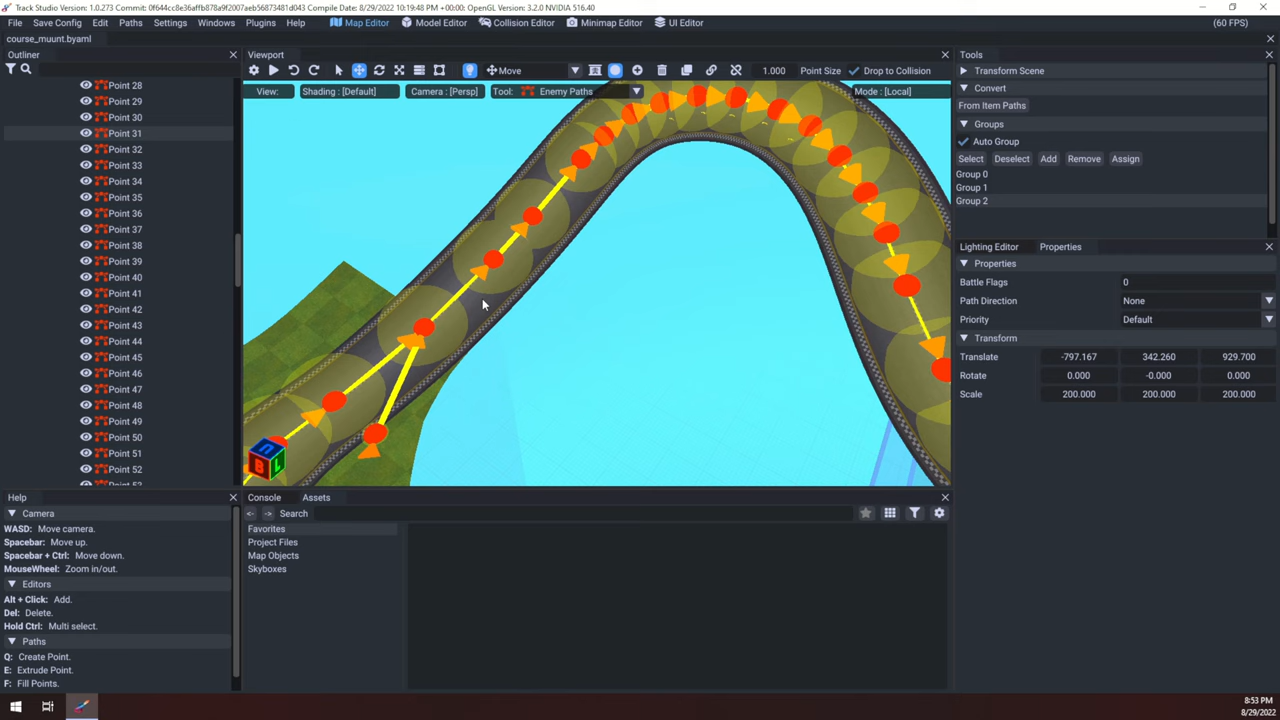 Track Studio Version: 1.0.273 Commit: 0f644cc8e36affb878a9f2007aeb56873481d043 Compile Date: 8/29/2022 10:19:48 PM +00:00: OpenGL Version: 3.2.0 NVIDIA 516.40
File Save Config Edit Paths Settings Windows Plugins Help Map Editor Model Editor Collision Editor Minimap Editor UI Editor (60 FPS)
course_muunt.byaml
Outliner
Point 28
Point 29
Point 30
Point 31
Point 32
Point 33
Point 34
Point 35
Point 36
Point 37
Point 38
Point 39
Point 40
Point 41
Point 42
Point 43
Point 44
Point 45
Point 46
Point 47
Point 48
Point 49
Point 50
Point 51
Point 52
Viewport
Move 1.000 Point Size Drop to Collision
View: Shading : [Default] Camera : [Persp] Tool: Enemy Paths Mode : [Local]
B L
Tools
Transform Scene
Convert
From Item Paths
Groups
Auto Group
Select Deselect Add Remove Assign
Group 0
Group 1
Group 2
Lighting Editor Properties
Properties
Battle Flags 0
Path Direction None
Priority Default
Transform
Translate -797.167 342.260 929.700
Rotate 0.000 -0.000 0.000
Scale 200.000 200.000 200.000
Help
Camera
WASD: Move camera.
Spacebar: Move up.
Spacebar + Ctrl: Move down.
MouseWheel: Zoom in/out.
Editors
Alt + Click: Add.
Del: Delete.
Hold Ctrl: Multi select.
Paths
Q: Create Point.
E: Extrude Point.
F: Fill Points.
Console Assets
<- -> Search
Favorites
Project Files
Map Objects
Skyboxes
8:53 PM
8/29/2022